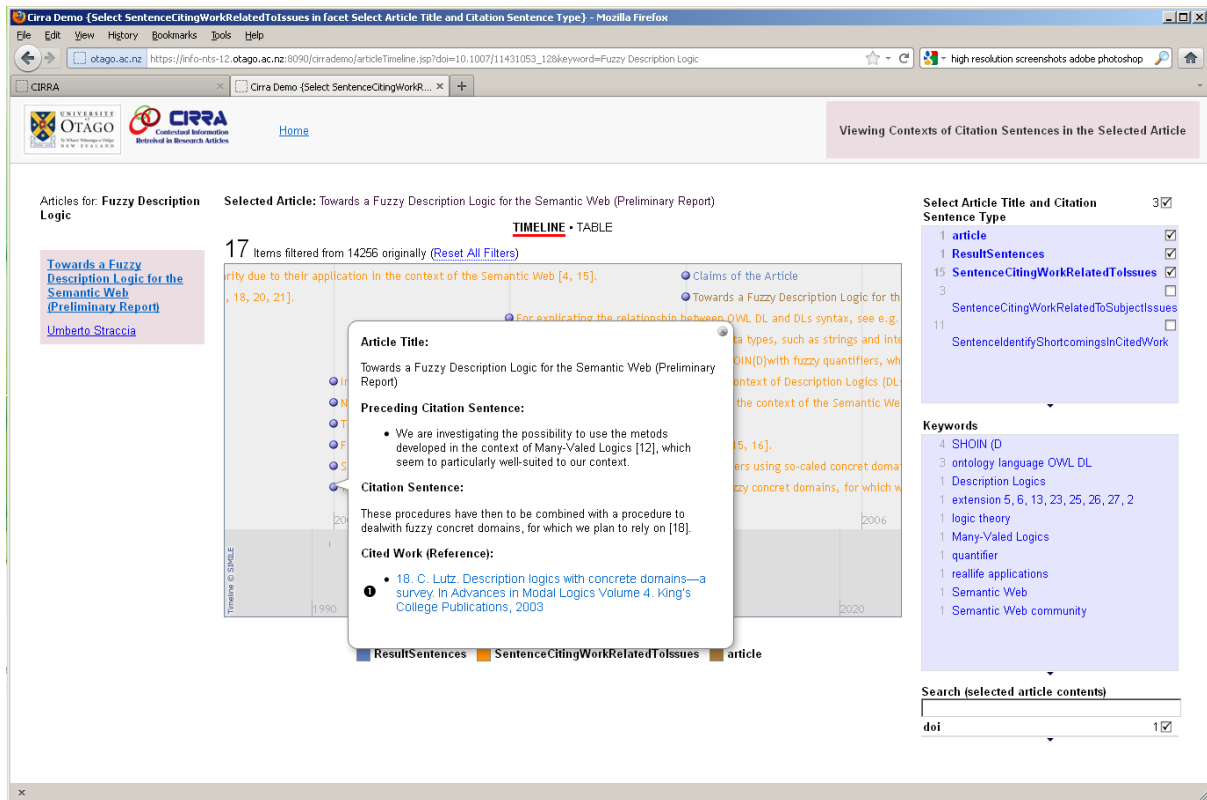 Cirra Demo {Select SentenceCitingWorkRelatedToIssues in facet Select Article Title and Citation Sentence Type} - Mozilla Firefox
File Edit View History Bookmarks Tools Help
otago.ac.nz https://info-nts-12.otago.ac.nz:8090/cirrademo/articleTimeline.jsp?doi=10.1007/11431053_12&keyword=Fuzzy Description Logic
high resolution screenshots adobe photoshop
CIRRA
Cirra Demo {Select SentenceCitingWorkR...
UNIVERSITY
of
OTAGO
NEW ZEALAND
CIRRA
Contextual Information
Retreival in Research Articles
Home
Viewing Contexts of Citation Sentences in the Selected Article
Articles for: Fuzzy Description
Logic
Towards a Fuzzy
Description Logic for the
Semantic Web
(Preliminary Report)
Umberto Straccia
Selected Article: Towards a Fuzzy Description Logic for the Semantic Web (Preliminary Report)
TIMELINE • TABLE
17 Items filtered from 14256 originally (Reset All Filters)
rity due to their application in the context of the Semantic Web [4, 15].
Claims of the Article
, 18, 20, 21].
Towards a Fuzzy Description Logic for th
For explicating the relationship between OWL DL and DLs syntax, see e.g.
ta types, such as strings and inte
OIN(D)with fuzzy quantifiers, wh
ontext of Description Logics (DLs
the context of the Semantic We
15, 16].
ers using so-caled concret domai
zzy concret domains, for which w
Article Title:
Towards a Fuzzy Description Logic for the Semantic Web (Preliminary
Report)
Preceding Citation Sentence:
• We are investigating the possibility to use the metods
developed in the context of Many-Valed Logics [12], which
seem to particularly well-suited to our context.
Citation Sentence:
These procedures have then to be combined with a procedure to
dealwith fuzzy concret domains, for which we plan to rely on [18].
Cited Work (Reference):
1 • 18. C. Lutz. Description logics with concrete domains—a
survey. In Advances in Modal Logics Volume 4. King's
College Publications, 2003
2006
1990
2020
Timeline © SIMILE
ResultSentences SentenceCitingWorkRelatedToIssues article
Select Article Title and Citation 3
Sentence Type
1 article
1 ResultSentences
15 SentenceCitingWorkRelatedToIssues
3
SentenceCitingWorkRelatedToSubjectIssues
11
SentenceIdentifyShortcomingsInCitedWork
Keywords
4 SHOIN (D
3 ontology language OWL DL
1 Description Logics
1 extension 5, 6, 13, 23, 25, 26, 27, 2
1 logic theory
1 Many-Valed Logics
1 quantifier
1 reallife applications
1 Semantic Web
1 Semantic Web community
Search (selected article contents)
doi 1